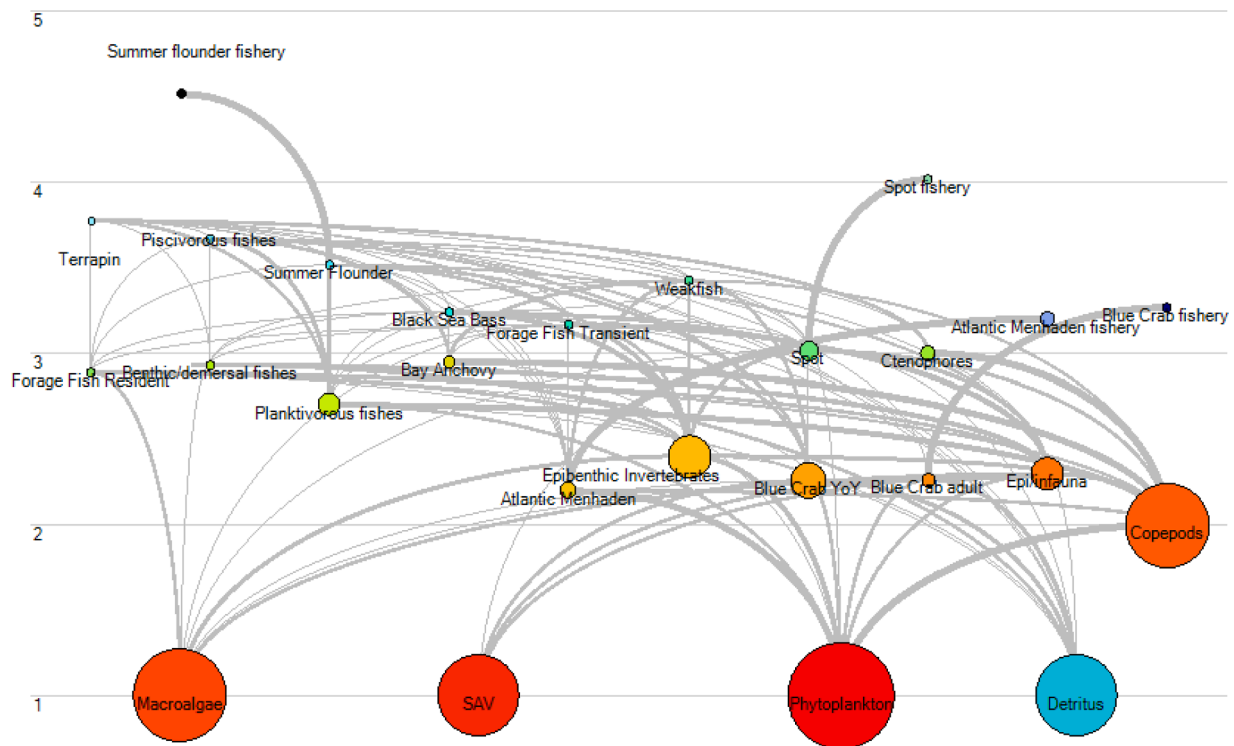 5
Summer flounder fishery
4
Spot fishery
Piscivorous fishes
Terrapin
Summer Flounder
Weakfish
Black Sea Bass
Forage Fish Transient
Atlantic Menhaden fishery
Blue Crab fishery
3
Spot
Ctenophores
Forage Fish Resident
Benthic/demersal fishes
Bay Anchovy
Planktivorous fishes
Epibenthic Invertebrates
Atlantic Menhaden
Blue Crab YoY
Blue Crab adult
Epi/infauna
2
Copepods
1
Macroalgae
SAV
Phytoplankton
Detritus